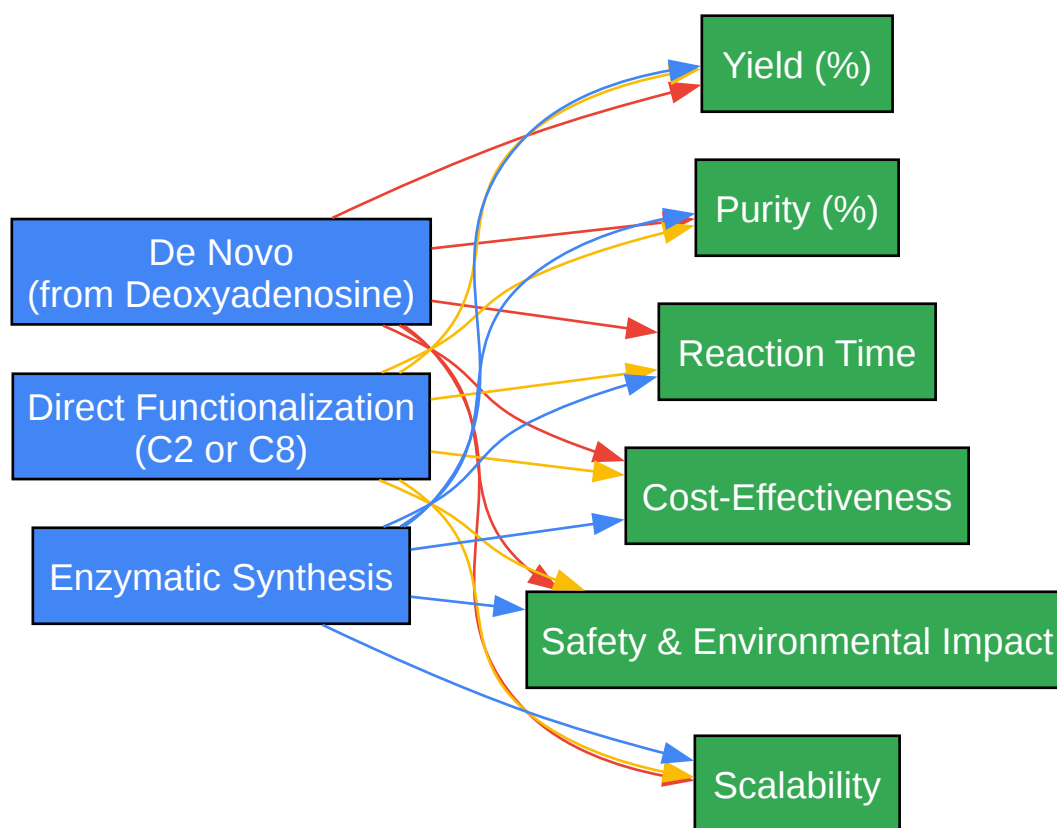 De Novo
(from Deoxyadenosine)
Direct Functionalization
(C2 or C8)
Enzymatic Synthesis
Yield (%)
Purity (%)
Reaction Time
Cost-Effectiveness
Safety & Environmental Impact
Scalability